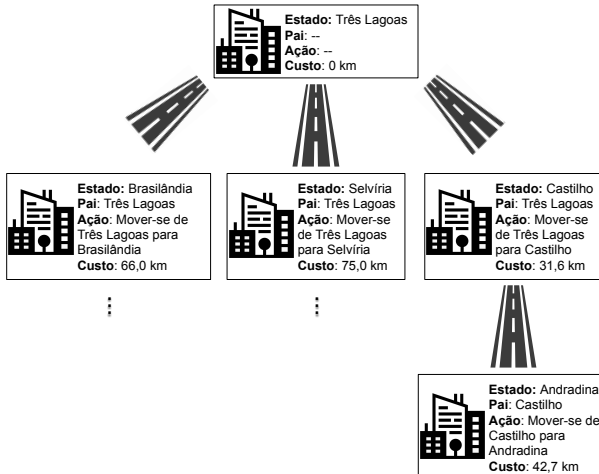 Estado: Três Lagoas
Pai: --
Ação: --
Custo: 0 km
Estado: Brasilândia
Pai: Três Lagoas
Ação: Mover-se de
Três Lagoas para
Brasilândia
Custo: 66,0 km
Estado: Selvíria
Pai: Três Lagoas
Ação: Mover-se
de Três Lagoas
para Selvíria
Custo: 75,0 km
Estado: Castilho
Pai: Três Lagoas
Ação: Mover-se
de Três Lagoas
para Castilho
Custo: 31,6 km
Estado: Andradina
Pai: Castilho
Ação: Mover-se de
Castilho para
Andradina
Custo: 42,7 km